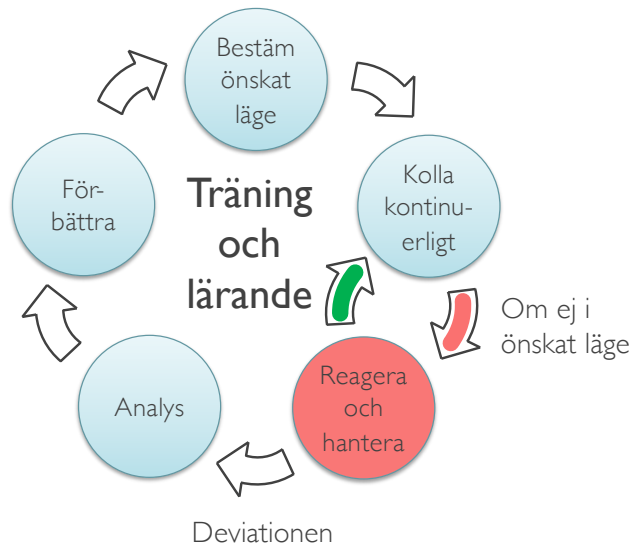 Bestäm
önskat
läge
Kolla
kontinu-
erligt
Om ej i
önskat läge
Reagera
och
hantera
Deviationen
Analys
För-
bättra
Träning
och
lärande